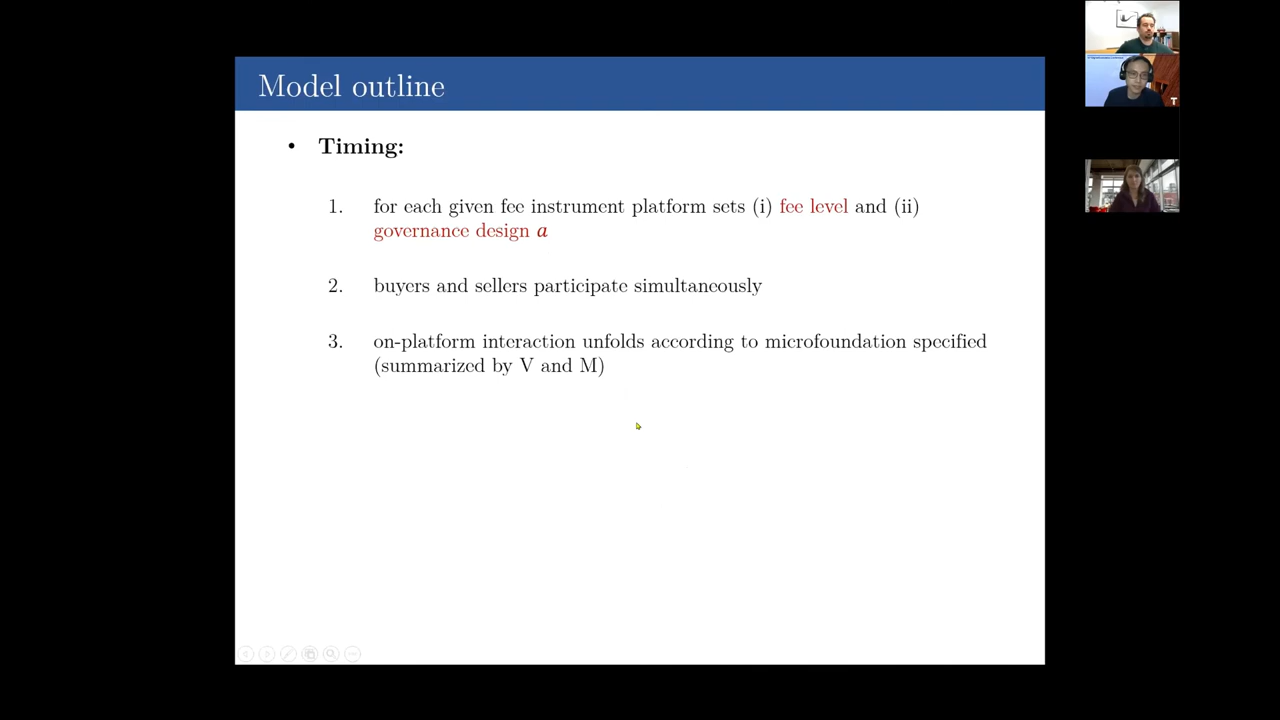 Model outline
• Timing:
1. for each given fee instrument platform sets (i) fee level and (ii)
governance design a
2. buyers and sellers participate simultaneously
3. on-platform interaction unfolds according to microfoundation specified
(summarized by V and M)
T